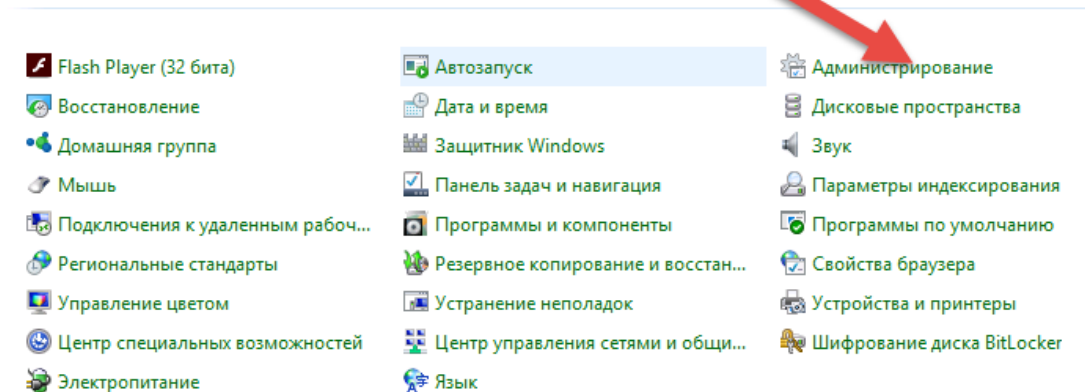 Flash Player (32 бита)
Автозапуск
Администрирование
Восстановление
Дата и время
Дисковые пространства
Домашняя группа
Защитник Windows
Звук
Мышь
Панель задач и навигация
Параметры индексирования
Подключения к удаленным рабоч...
Программы и компоненты
Программы по умолчанию
Региональные стандарты
Резервное копирование и восстан...
Свойства браузера
Управление цветом
Устранение неполадок
Устройства и принтеры
Центр специальных возможностей
Центр управления сетями и общи...
Шифрование диска BitLocker
Электропитание
Язык